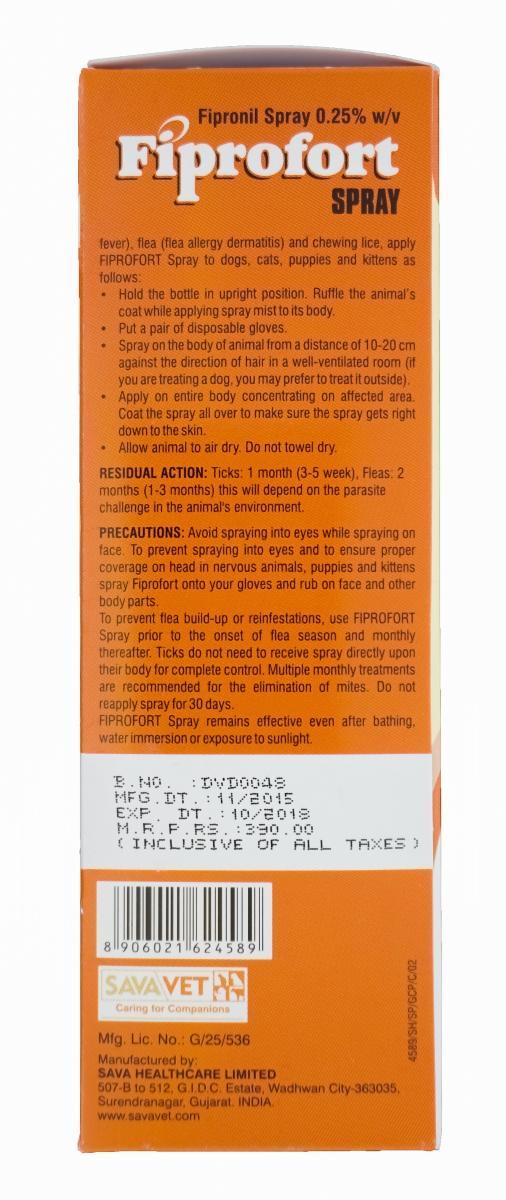 Fipronil Spray 0.25% w/v
Fiprofort
SPRAY
fever), flea (flea allergy dermatitis) and chewing lice, apply
FIPROFORT Spray to dogs, cats, puppies and kittens as
follows:
• Hold the bottle in upright position. Ruffle the animal's
coat while applying spray mist to its body.
• Put a pair of disposable gloves.
• Spray on the body of animal from a distance of 10-20 cm
against the direction of hair in a well-ventilated room (if
you are treating a dog, you may prefer to treat it outside).
• Apply on entire body concentrating on affected area.
Coat the spray all over to make sure the spray gets right
down to the skin.
• Allow animal to air dry. Do not towel dry.
RESIDUAL ACTION: Ticks: 1 month (3-5 week), Fleas: 2
months (1-3 months) this will depend on the parasite
challenge in the animal's environment.
PRECAUTIONS: Avoid spraying into eyes while spraying on
face. To prevent spraying into eyes and to ensure proper
coverage on head in nervous animals, puppies and kittens
spray Fiprofort onto your gloves and rub on face and other
body parts.
To prevent flea build-up or reinfestations, use FIPROFORT
Spray prior to the onset of flea season and monthly
thereafter. Ticks do not need to receive spray directly upon
their body for complete control. Multiple monthly treatments
are recommended for the elimination of mites. Do not
reapply spray for 30 days.
FIPROFORT Spray remains effective even after bathing,
water immersion or exposure to sunlight.
B.NO. :DVD0048
MFG.DT.:11/2015
EXP. DT.:10/2018
M.R.P.RS.:390.00
(INCLUSIVE OF ALL TAXES)
8 906021 624589
SAVAVET
Caring for Companions
4589/SH/SP/GCP/C/02
Mfg. Lic. No.: G/25/536
Manufactured by:
SAVA HEALTHCARE LIMITED
507-B to 512, G.I.D.C. Estate, Wadhwan City-363035,
Surendranagar, Gujarat. INDIA.
www.savavet.com